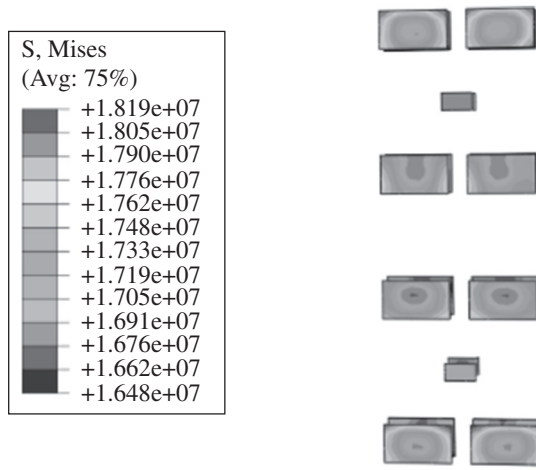 S, Mises
(Avg: 75%)
+1.819e+07
+1.805e+07
+1.790e+07
+1.776e+07
+1.762e+07
+1.748e+07
+1.733e+07
+1.719e+07
+1.705e+07
+1.691e+07
+1.676e+07
+1.662e+07
+1.648e+07